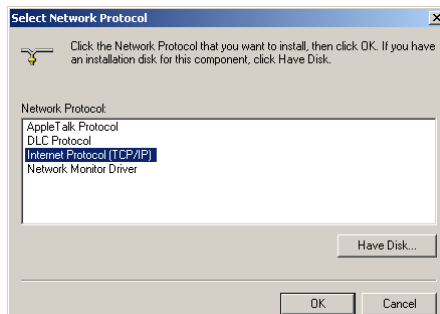 Select Network Protocol
Click the Network Protocol that you want to install, then click OK. If you have
an installation disk for this component, click Have Disk.
Network Protocol:
AppleTalk Protocol
DLC Protocol
Internet Protocol (TCP/IP)
Network Monitor Driver
Have Disk...
OK
Cancel